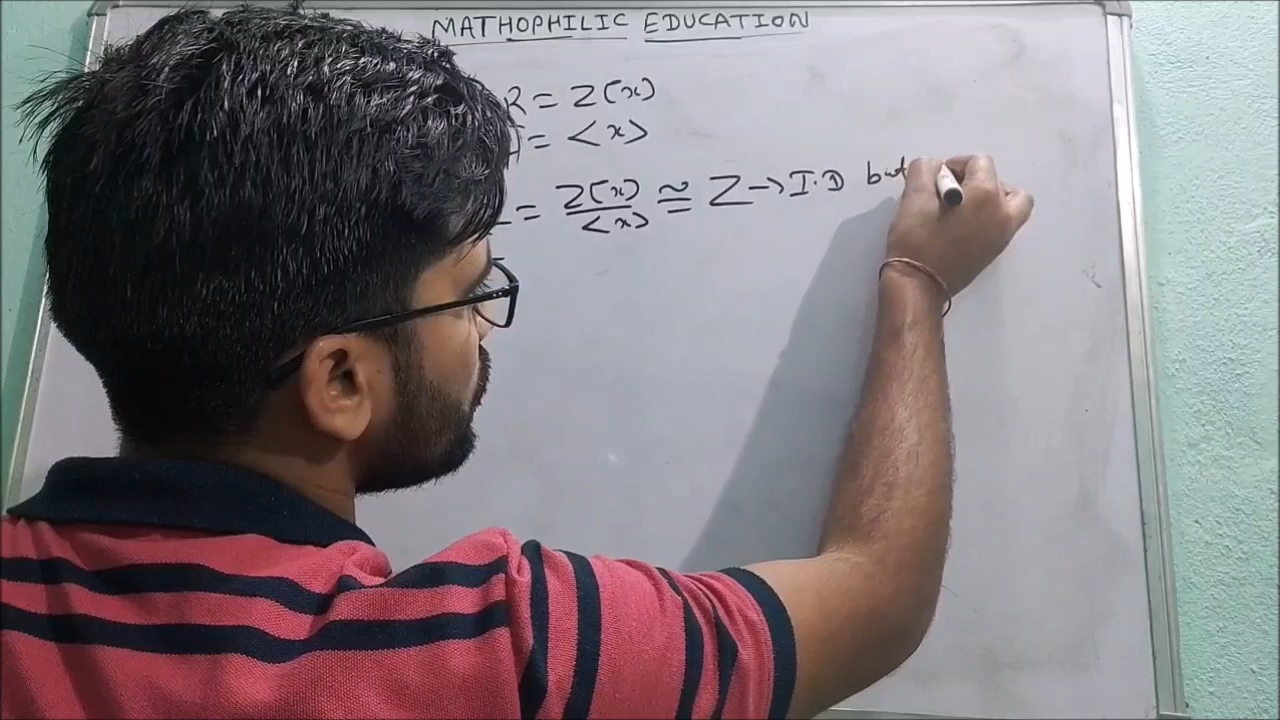 MATHOPHILIC EDUCATION
R = Z[x]
= <x>
= Z[x] / <x> ≅ Z → I.D but